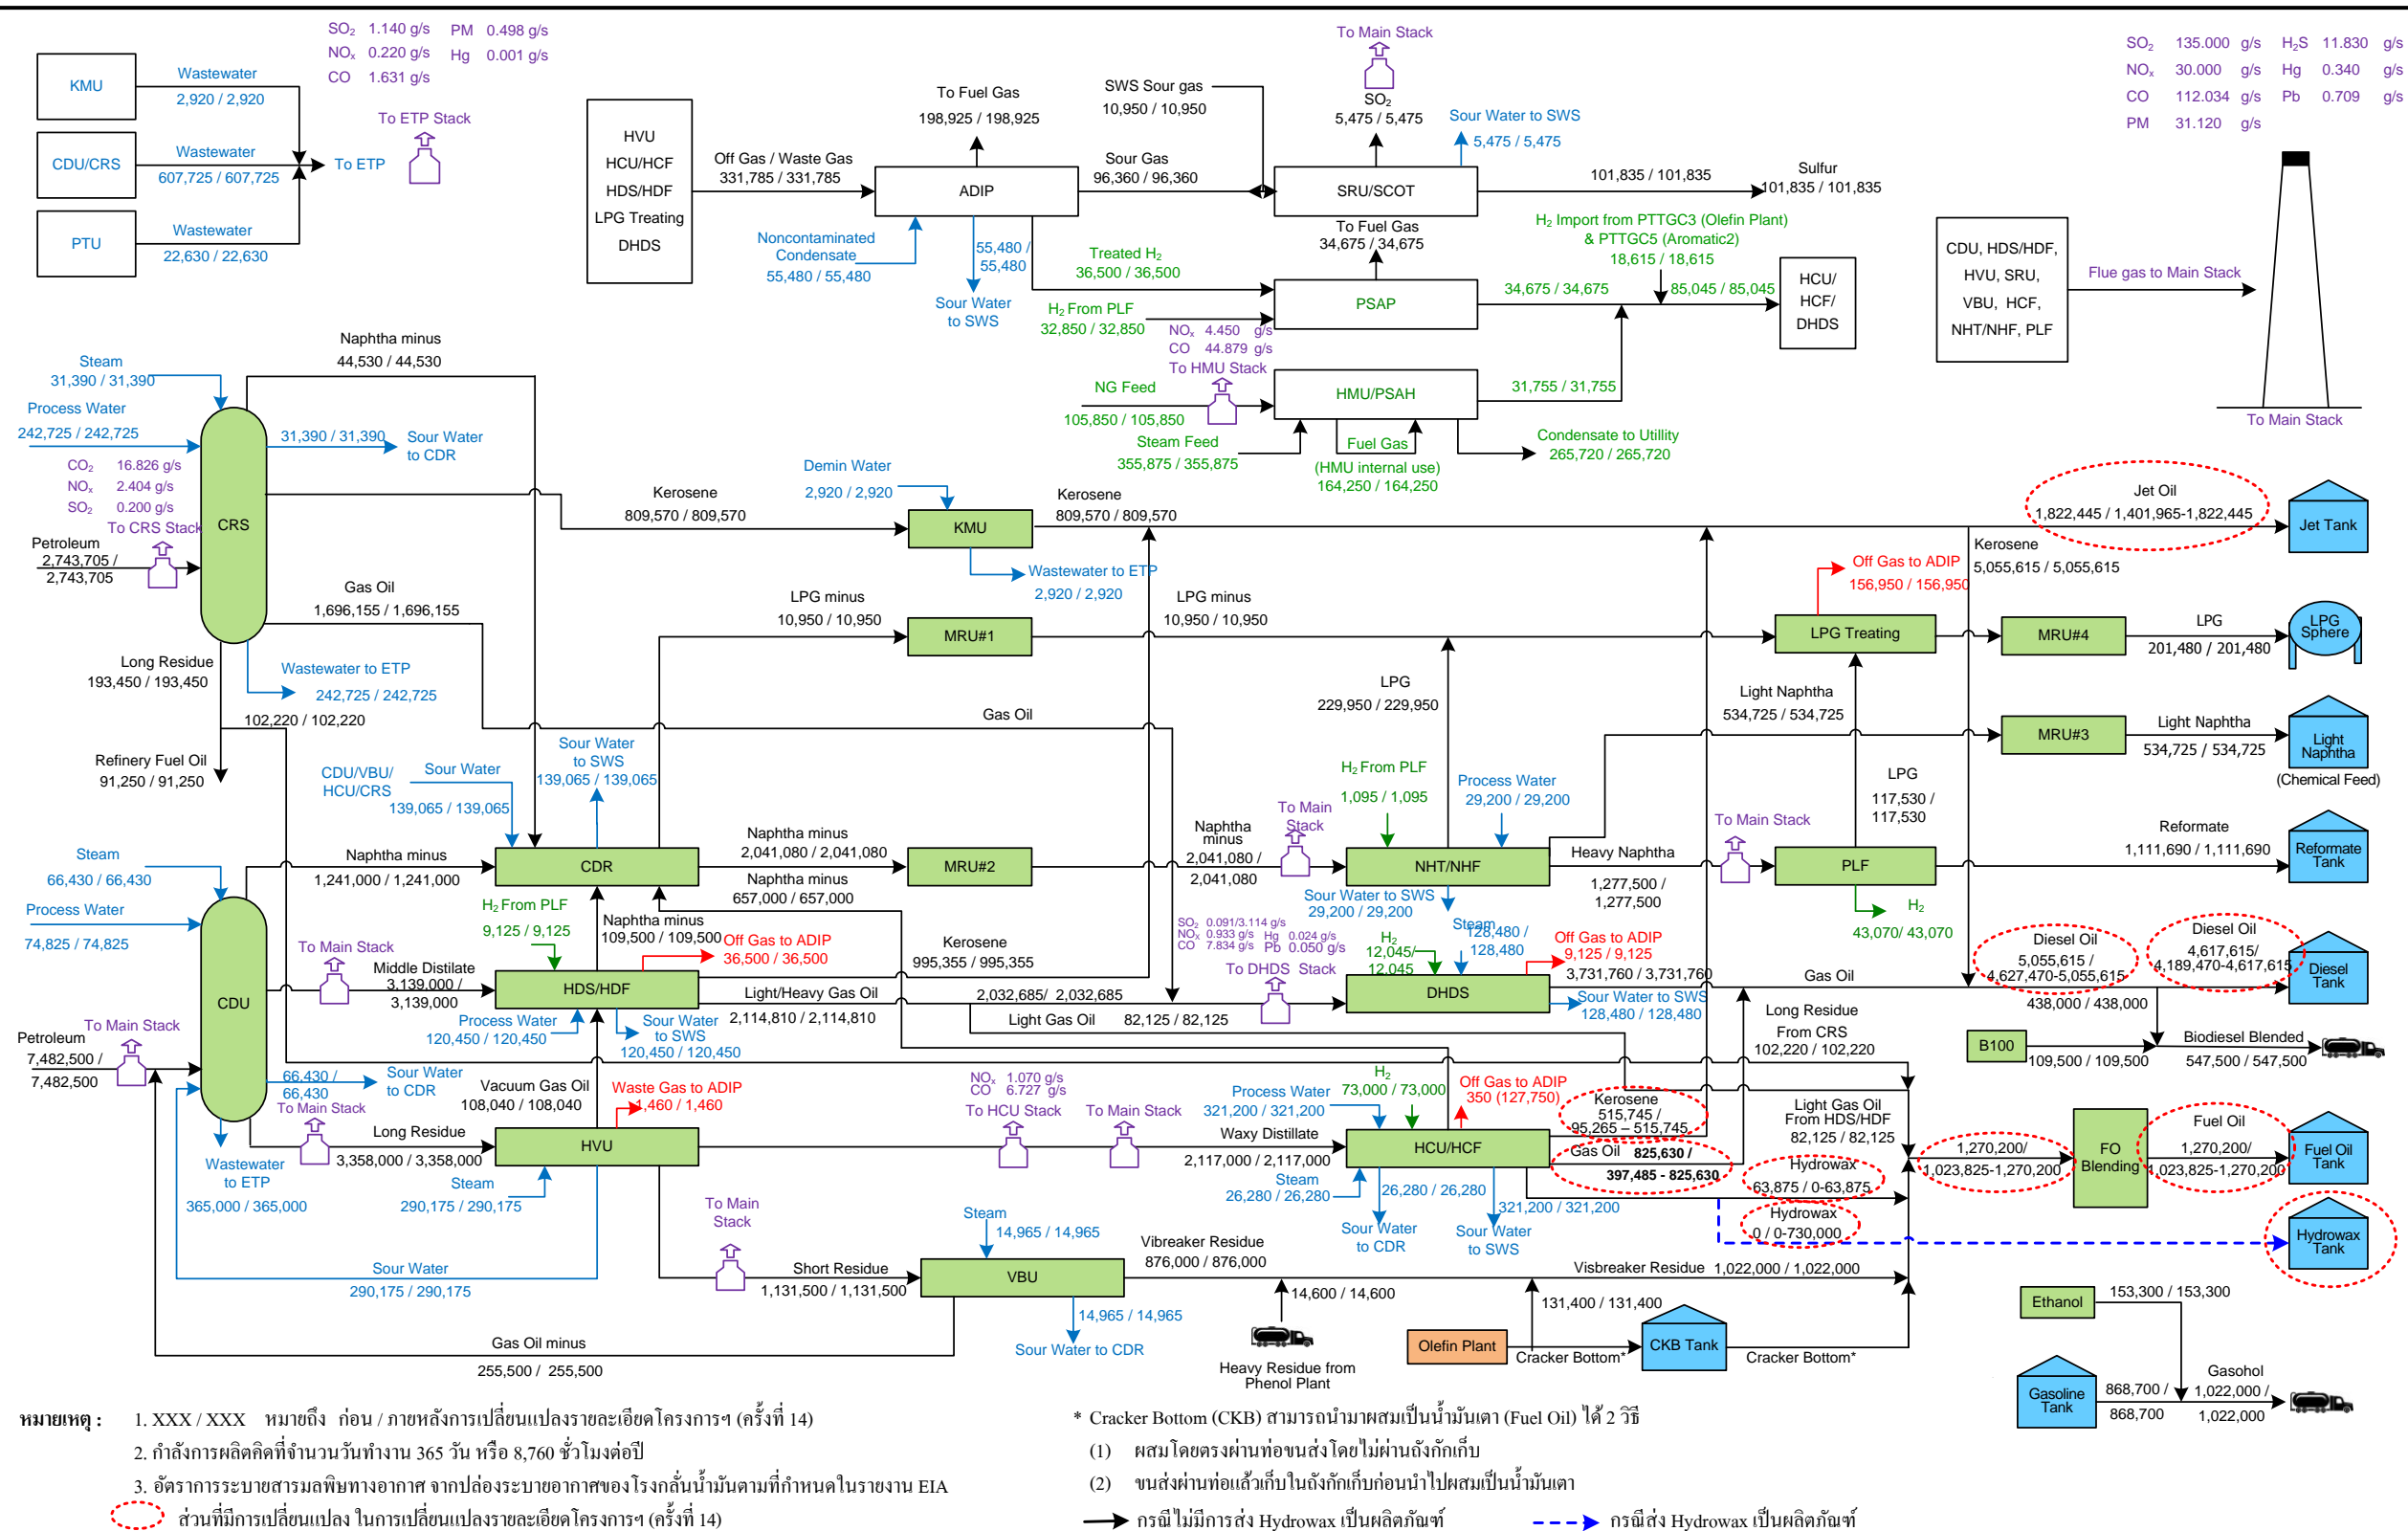 SO₂ 1.140 g/s PM 0.498 g/s
NOₓ 0.220 g/s Hg 0.001 g/s
CO 1.631 g/s
KMU
Wastewater
2,920 / 2,920
CDU/CRS
Wastewater
607,725 / 607,725
To ETP
To ETP Stack
PTU
Wastewater
22,630 / 22,630
HVU
HCU/HCF
HDS/HDF
LPG Treating
DHDS
Off Gas / Waste Gas
331,785 / 331,785
To Fuel Gas
198,925 / 198,925
ADIP
Noncontaminated
Condensate
55,480 / 55,480
55,480 /
55,480
Sour Water
to SWS
SWS Sour gas
10,950 / 10,950
Sour Gas
96,360 / 96,360
To Main Stack
SO₂
5,475 / 5,475
Sour Water to SWS
5,475 / 5,475
SRU/SCOT
101,835 / 101,835
Sulfur
101,835 / 101,835
To Fuel Gas
34,675 / 34,675
H₂ Import from PTTGC3 (Olefin Plant)
& PTTGC5 (Aromatic2)
18,615 / 18,615
Treated H₂
36,500 / 36,500
H₂ From PLF
32,850 / 32,850
PSAP
34,675 / 34,675
85,045 / 85,045
HCU/
HCF/
DHDS
NOₓ 4.450 g/s
CO 44.879 g/s
To HMU Stack
NG Feed
105,850 / 105,850
HMU/PSAH
31,755 / 31,755
Steam Feed
355,875 / 355,875
Fuel Gas
(HMU internal use)
164,250 / 164,250
Condensate to Utillity
265,720 / 265,720
SO₂ 135.000 g/s H₂S 11.830 g/s
NOₓ 30.000 g/s Hg 0.340 g/s
CO 112.034 g/s Pb 0.709 g/s
PM 31.120 g/s
CDU, HDS/HDF,
HVU, SRU,
VBU, HCF,
NHT/NHF, PLF
Flue gas to Main Stack
To Main Stack
Naphtha minus
44,530 / 44,530
Steam
31,390 / 31,390
Process Water
242,725 / 242,725
31,390 / 31,390
Sour Water
to CDR
CO₂ 16.826 g/s
NOₓ 2.404 g/s
SO₂ 0.200 g/s
To CRS Stack
CRS
Petroleum
2,743,705 /
2,743,705
Kerosene
809,570 / 809,570
Demin Water
2,920 / 2,920
KMU
Kerosene
809,570 / 809,570
Wastewater to ETP
2,920 / 2,920
Jet Oil
1,822,445 / 1,401,965-1,822,445
Jet Tank
Kerosene
5,055,615 / 5,055,615
Gas Oil
1,696,155 / 1,696,155
LPG minus
10,950 / 10,950
MRU#1
LPG minus
10,950 / 10,950
Off Gas to ADIP
156,950 / 156,950
LPG Treating
MRU#4
LPG
201,480 / 201,480
LPG
Sphere
Long Residue
193,450 / 193,450
Wastewater to ETP
242,725 / 242,725
102,220 / 102,220
Refinery Fuel Oil
91,250 / 91,250
Gas Oil
LPG
229,950 / 229,950
Light Naphtha
534,725 / 534,725
MRU#3
Light Naphtha
534,725 / 534,725
Light
Naphtha
(Chemical Feed)
CDU/VBU/
HCU/CRS
Sour Water
139,065 / 139,065
Sour Water
to SWS
139,065 / 139,065
H₂ From PLF
1,095 / 1,095
Process Water
29,200 / 29,200
LPG
117,530 /
117,530
Steam
66,430 / 66,430
Naphtha minus
1,241,000 / 1,241,000
CDR
Naphtha minus
2,041,080 / 2,041,080
Naphtha minus
657,000 / 657,000
MRU#2
Naphtha
minus
2,041,080 /
2,041,080
To Main
Stack
NHT/NHF
Heavy Naphtha
1,277,500 /
1,277,500
To Main Stack
PLF
Reformate
1,111,690 / 1,111,690
Reformate
Tank
H₂
43,070/ 43,070
Sour Water to SWS
29,200 / 29,200
Process Water
74,825 / 74,825
CDU
To Main Stack
Middle Distilate
3,139,000 /
3,139,000
H₂ From PLF
9,125 / 9,125
Naphtha minus
109,500 / 109,500
Off Gas to ADIP
36,500 / 36,500
HDS/HDF
Kerosene
995,355 / 995,355
Light/Heavy Gas Oil
2,114,810 / 2,114,810
2,032,685/ 2,032,685
Light Gas Oil 82,125 / 82,125
SO₂ 0.091/3.114 g/s
NOₓ 0.933 g/s Hg 0.024 g/s
CO 7.834 g/s Pb 0.050 g/s
To DHDS Stack
H₂
12,045/
12,045
Steam
128,480 /
128,480
Off Gas to ADIP
9,125 / 9,125
3,731,760 / 3,731,760
DHDS
Sour Water to SWS
128,480 / 128,480
Gas Oil
Diesel Oil
5,055,615 /
4,627,470-5,055,615
Diesel Oil
4,617,615/
4,189,470-4,617,615
Diesel
Tank
438,000 / 438,000
B100
109,500 / 109,500
Biodiesel Blended
547,500 / 547,500
Process Water
120,450 / 120,450
Sour Water
to SWS
120,450 / 120,450
Petroleum
7,482,500 /
7,482,500
To Main Stack
66,430 /
66,430
Sour Water
to CDR
Vacuum Gas Oil
108,040 / 108,040
Waste Gas to ADIP
1,460 / 1,460
To Main Stack
Long Residue
3,358,000 / 3,358,000
HVU
Steam
290,175 / 290,175
Wastewater
to ETP
365,000 / 365,000
Sour Water
290,175 / 290,175
NOₓ 1.070 g/s
CO 6.727 g/s
To HCU Stack
To Main Stack
Process Water
321,200 / 321,200
H₂
73,000 / 73,000
Off Gas to ADIP
350 (127,750)
Waxy Distillate
2,117,000 / 2,117,000
HCU/HCF
Kerosene
515,745 /
95,265 – 515,745
Gas Oil 825,630 /
397,485 - 825,630
Long Residue
From CRS
102,220 / 102,220
Light Gas Oil
From HDS/HDF
82,125 / 82,125
Hydrowax
63,875 / 0-63,875
Hydrowax
0 / 0-730,000
1,270,200/
1,023,825-1,270,200
FO
Blending
Fuel Oil
1,270,200/
1,023,825-1,270,200
Fuel Oil
Tank
Hydrowax
Tank
Steam
26,280 / 26,280
26,280 / 26,280
Sour Water
to CDR
321,200 / 321,200
Sour Water
to SWS
To Main
Stack
Short Residue
1,131,500 / 1,131,500
Steam
14,965 / 14,965
VBU
Vibreaker Residue
876,000 / 876,000
14,965 / 14,965
Sour Water to CDR
Gas Oil minus
255,500 / 255,500
14,600 / 14,600
Heavy Residue from
Phenol Plant
Visbreaker Residue 1,022,000 / 1,022,000
131,400 / 131,400
Olefin Plant
Cracker Bottom*
CKB Tank
Cracker Bottom*
Ethanol
153,300 / 153,300
Gasoline
Tank
868,700 /
868,700
Gasohol
1,022,000 /
1,022,000
หมายเหตุ : 1. XXX / XXX หมายถึง ก่อน / ภายหลังการเปลี่ยนแปลงรายละเอียดโครงการฯ (ครั้งที่ 14)
2. กำลังการผลิตคิดที่จำนวนวันทำงาน 365 วัน หรือ 8,760 ชั่วโมงต่อปี
3. อัตราการระบายสารมลพิษทางอากาศ จากปล่องระบายอากาศของโรงกลั่นน้ำมันตามที่กำหนดในรายงาน EIA
ส่วนที่มีการเปลี่ยนแปลง ในการเปลี่ยนแปลงรายละเอียดโครงการฯ (ครั้งที่ 14)
* Cracker Bottom (CKB) สามารถนำมาผสมเป็นน้ำมันเตา (Fuel Oil) ได้ 2 วิธี
(1) ผสมโดยตรงผ่านท่อขนส่งโดยไม่ผ่านถังกักเก็บ
(2) ขนส่งผ่านท่อแล้วเก็บในถังกักเก็บก่อนนำไปผสมเป็นน้ำมันเตา
กรณีไม่มีการส่ง Hydrowax เป็นผลิตภัณฑ์
กรณีส่ง Hydrowax เป็นผลิตภัณฑ์